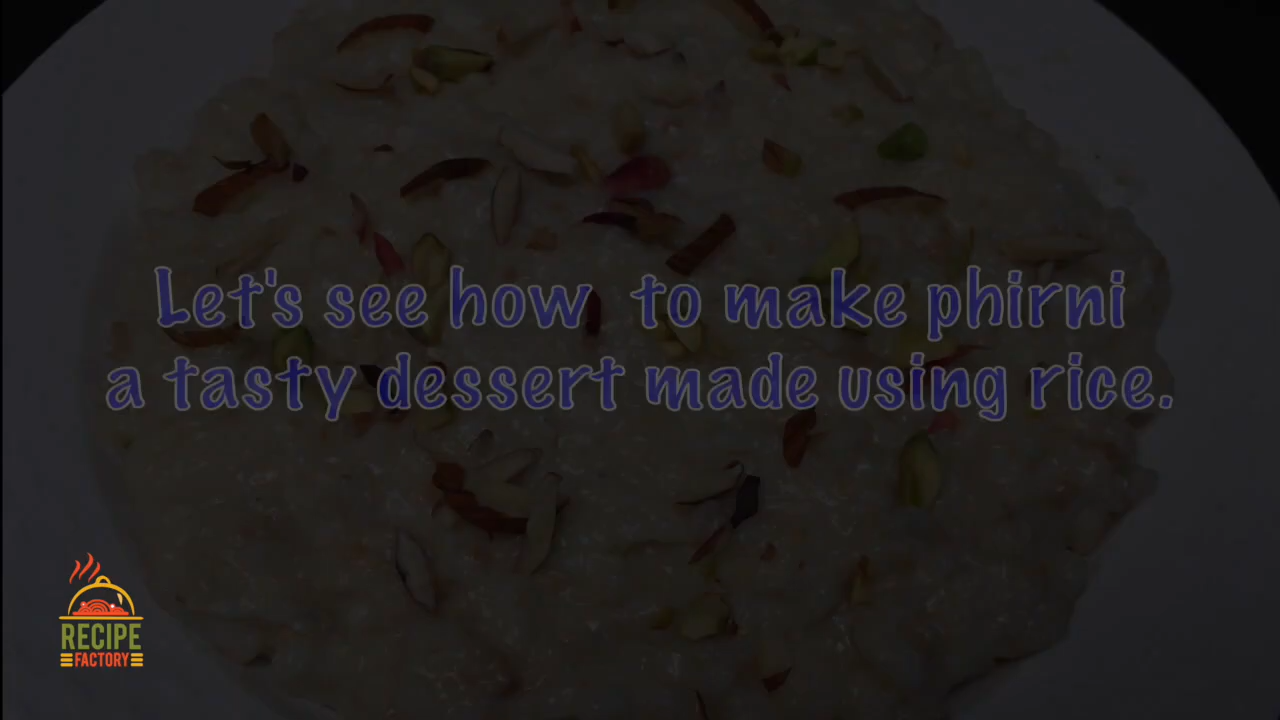 Let's see how to make phirni
a tasty dessert made using rice.
RECIPE
FACTORY